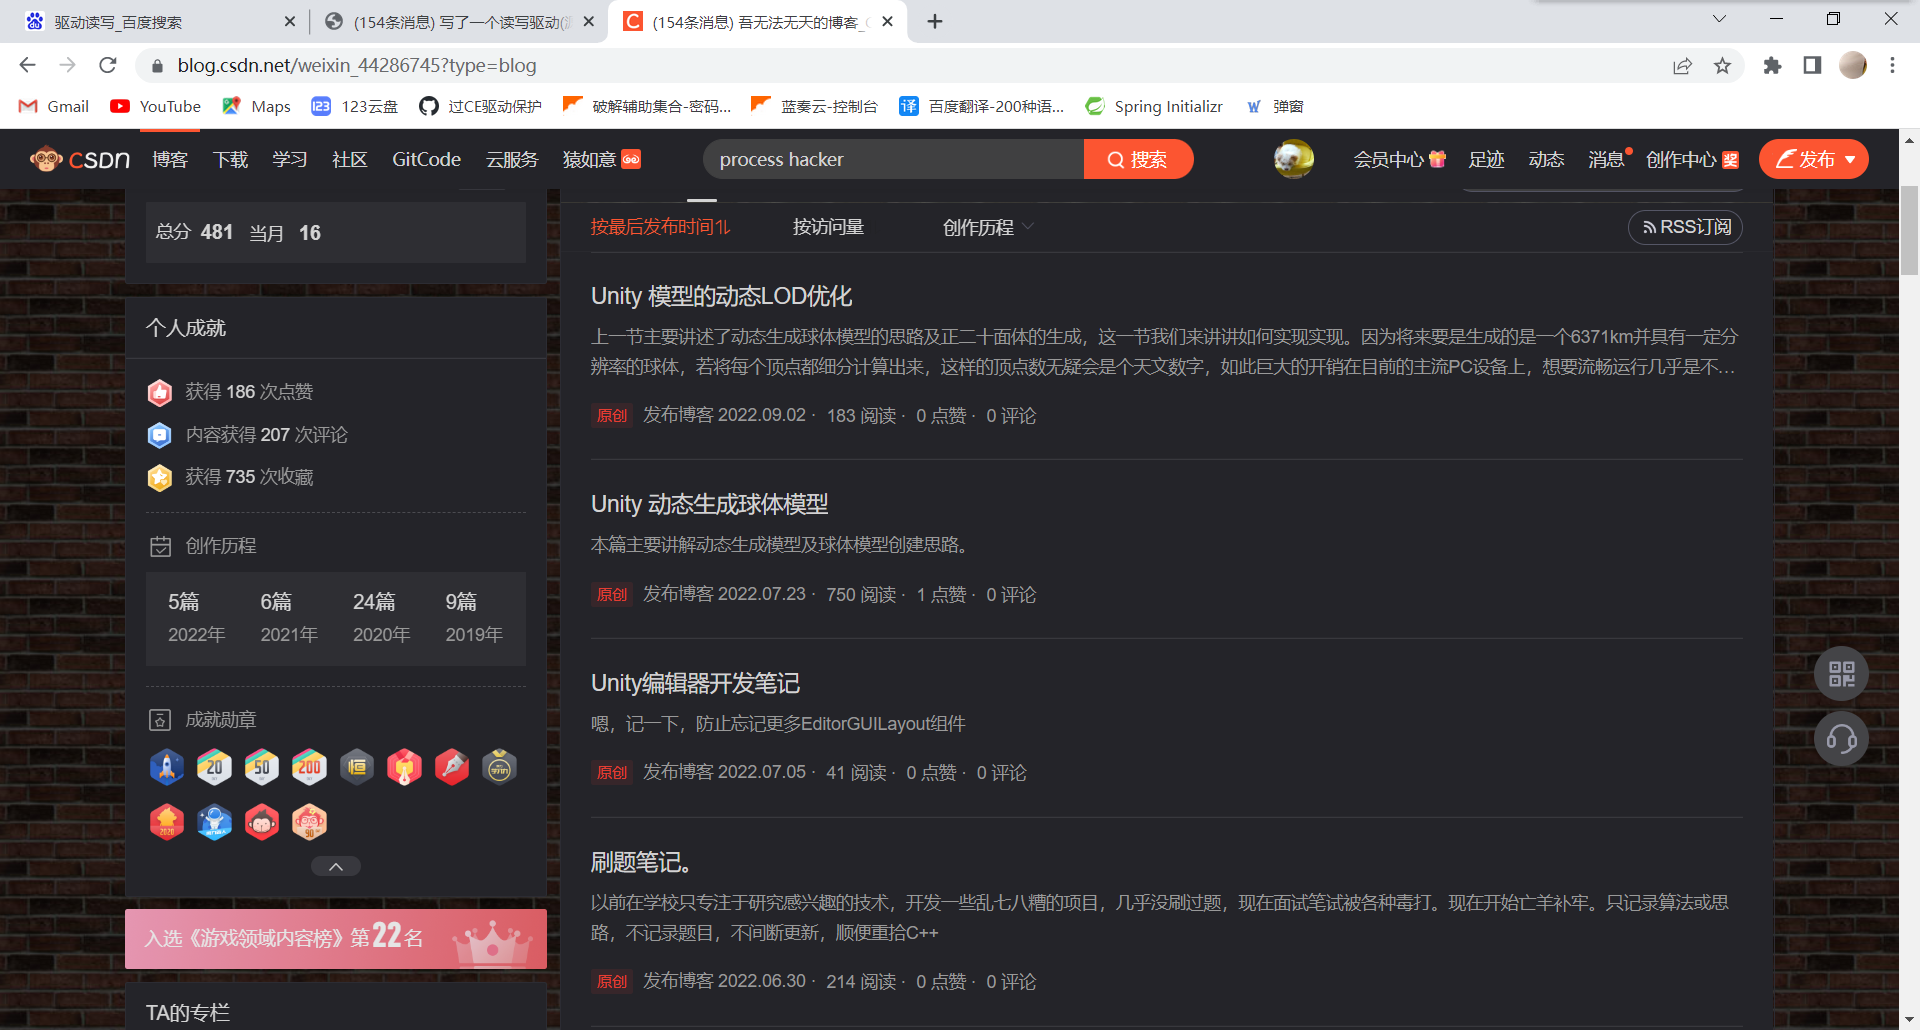 驱动读写_百度搜索
(154条消息) 写了一个读写驱动(
(154条消息) 吾无法无天的博客_
blog.csdn.net/weixin_44286745?type=blog
Gmail
YouTube
Maps
123云盘
过CE驱动保护
破解辅助集合-密码...
蓝奏云-控制台
百度翻译-200种语...
Spring Initializr
弹窗
CSDN
博客
下载
学习
社区
GitCode
云服务
猿如意
process hacker
搜索
会员中心
足迹
动态
消息
创作中心
奖
发布
总分 481 当月 16
个人成就
获得 186 次点赞
内容获得 207 次评论
获得 735 次收藏
创作历程
5篇 6篇 24篇 9篇
2022年 2021年 2020年 2019年
成就勋章
20 50 200
2020
90
入选《游戏领域内容榜》第22名
TA的专栏
按最后发布时间
按访问量
创作历程
RSS订阅
Unity 模型的动态LOD优化
上一节主要讲述了动态生成球体模型的思路及正二十面体的生成，这一节我们来讲讲如何实现实现。因为将来要是生成的是一个6371km并具有一定分
辨率的球体，若将每个顶点都细分计算出来，这样的顶点数无疑会是个天文数字，如此巨大的开销在目前的主流PC设备上，想要流畅运行几乎是不...
原创 发布博客 2022.09.02 · 183 阅读 · 0 点赞 · 0 评论
Unity 动态生成球体模型
本篇主要讲解动态生成模型及球体模型创建思路。
原创 发布博客 2022.07.23 · 750 阅读 · 1 点赞 · 0 评论
Unity编辑器开发笔记
嗯，记一下，防止忘记更多EditorGUILayout组件
原创 发布博客 2022.07.05 · 41 阅读 · 0 点赞 · 0 评论
刷题笔记。
以前在学校只专注于研究感兴趣的技术，开发一些乱七八糟的项目，几乎没刷过题，现在面试笔试被各种毒打。现在开始亡羊补牢。只记录算法或思
路，不记录题目，不间断更新，顺便重拾C++
原创 发布博客 2022.06.30 · 214 阅读 · 0 点赞 · 0 评论